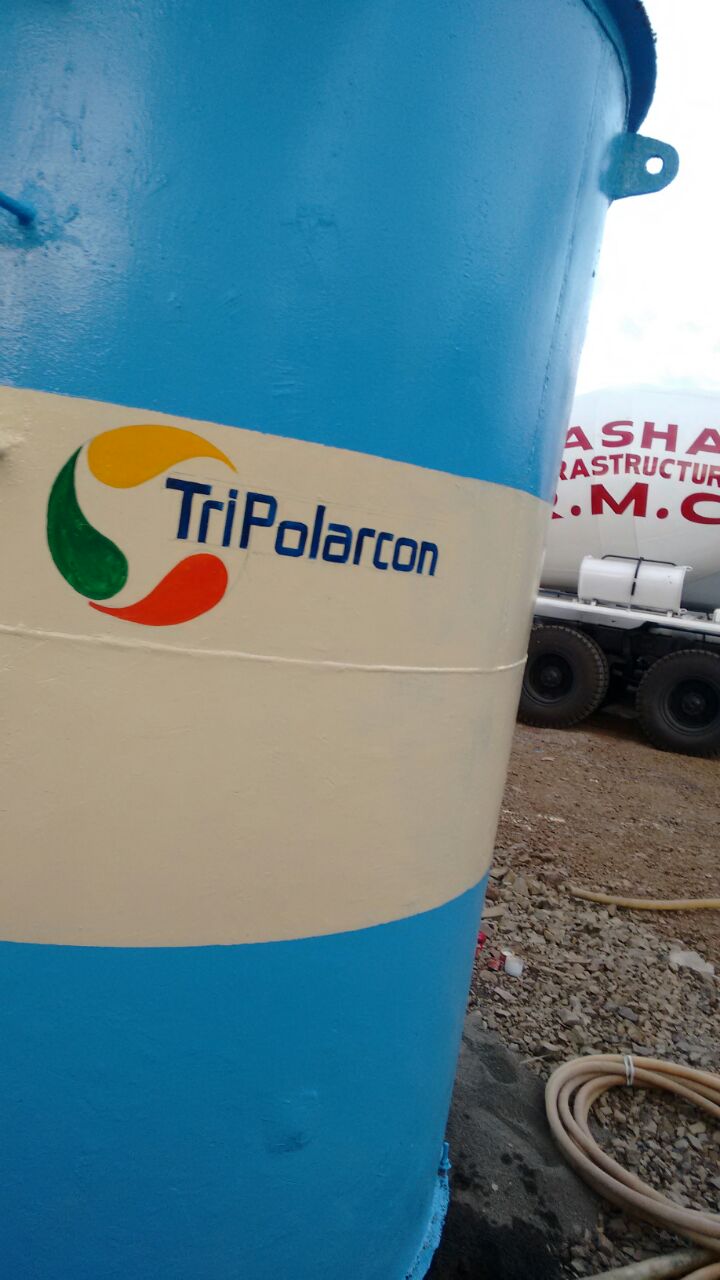 TriPolarcon
ASHA
RASTRUCTUR
R.M.C